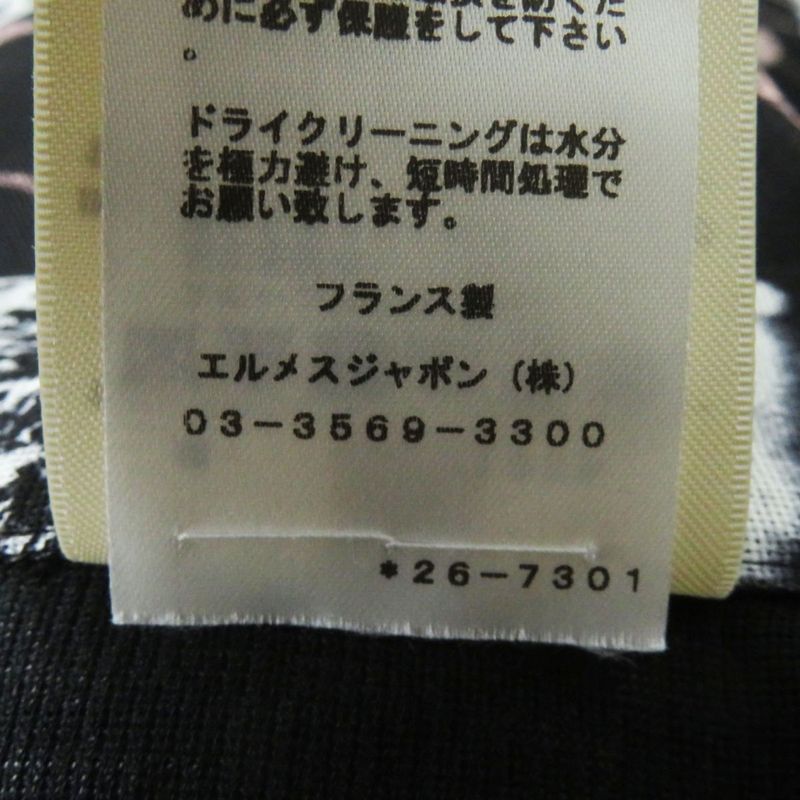 めに必ず保護をして下さい
。
ドライクリーニングは水分
を極力避け、短時間処理で
お願い致します。
フランス製
エルメスジャポン（株）
03-3569-3300
*26-7301